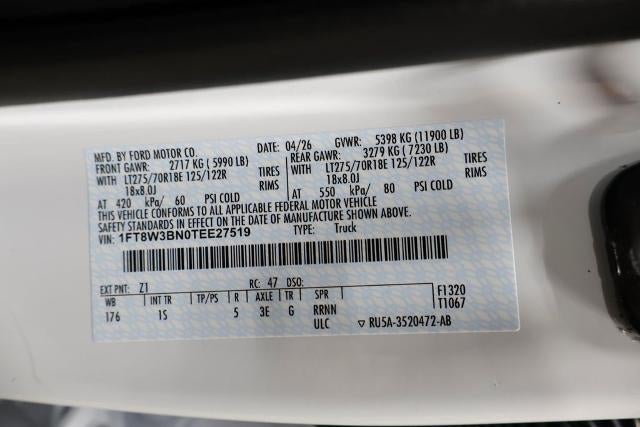 MFD. BY FORD MOTOR CO. DATE: 04/26 GVWR: 5398 KG (11900 LB)
FRONT GAWR: 2717 KG (5990 LB) REAR GAWR: 3279 KG (7230 LB)
WITH LT275/70R18E 125/122R TIRES WITH LT275/70R18E 125/122R TIRES
18x8.0J RIMS 18x8.0J RIMS
AT 420 kPa/ 60 PSI COLD AT 550 kPa/ 80 PSI COLD
THIS VEHICLE CONFORMS TO ALL APPLICABLE FEDERAL MOTOR VEHICLE
SAFETY STANDARDS IN EFFECT ON THE DATE OF MANUFACTURE SHOWN ABOVE.
VIN: 1FT8W3BN0TEE27519 TYPE: Truck
EXT PNT: Z1 RC: 47 DSO: F1320
WB INT TR TP/PS R AXLE TR SPR T1067
176 1S 5 3E G RRNN
ULC ▽ RU5A-3520472-AB